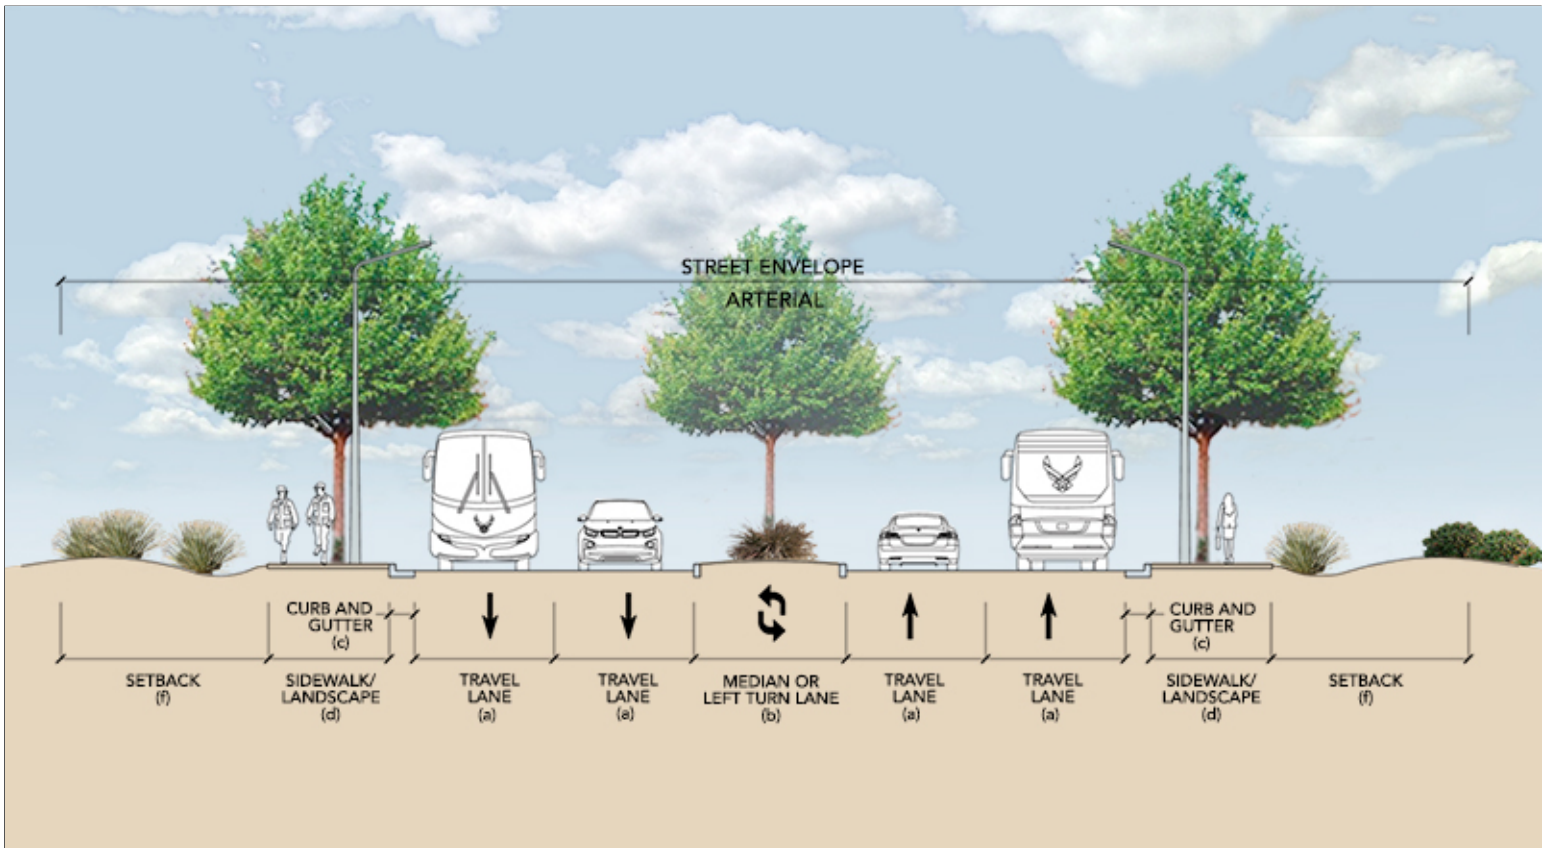 STREET ENVELOPE
ARTERIAL
CURB AND
GUTTER
(c)
CURB AND
GUTTER
(c)
SETBACK
(f)
SIDEWALK/
LANDSCAPE
(d)
TRAVEL
LANE
(a)
TRAVEL
LANE
(a)
MEDIAN OR
LEFT TURN LANE
(b)
TRAVEL
LANE
(a)
TRAVEL
LANE
(a)
SIDEWALK/
LANDSCAPE
(d)
SETBACK
(f)